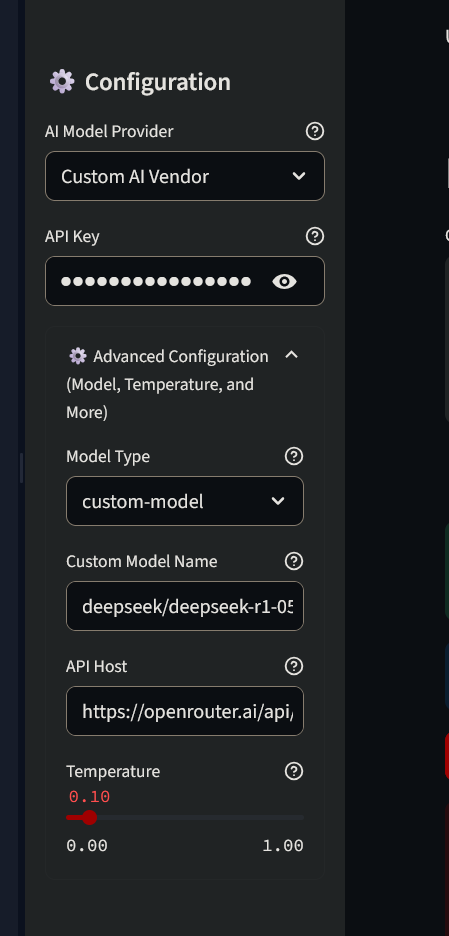 Configuration
AI Model Provider
Custom AI Vendor
API Key
Advanced Configuration
(Model, Temperature, and
More)
Model Type
custom-model
Custom Model Name
deepseek/deepseek-r1-05
API Host
https://openrouter.ai/api/
Temperature
0.10
0.00 1.00